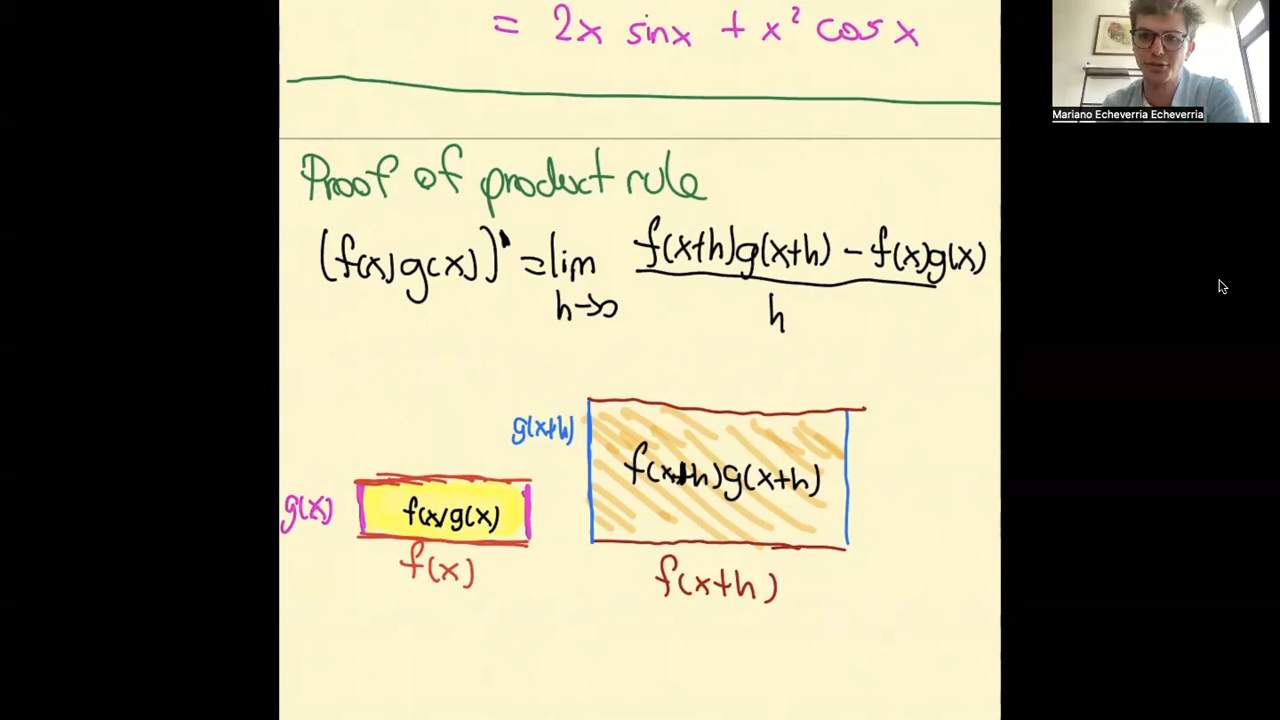 = 2x sinx + x² cos x
Mariano Echeverria Echeverria
Proof of product rule
(f(x)g(x))' = lim f(x+h)g(x+h) - f(x)g(x)
h→0 h
g(x+h)
f(x+h)g(x+h)
g(x)
f(x)g(x)
f(x)
f(x+h)